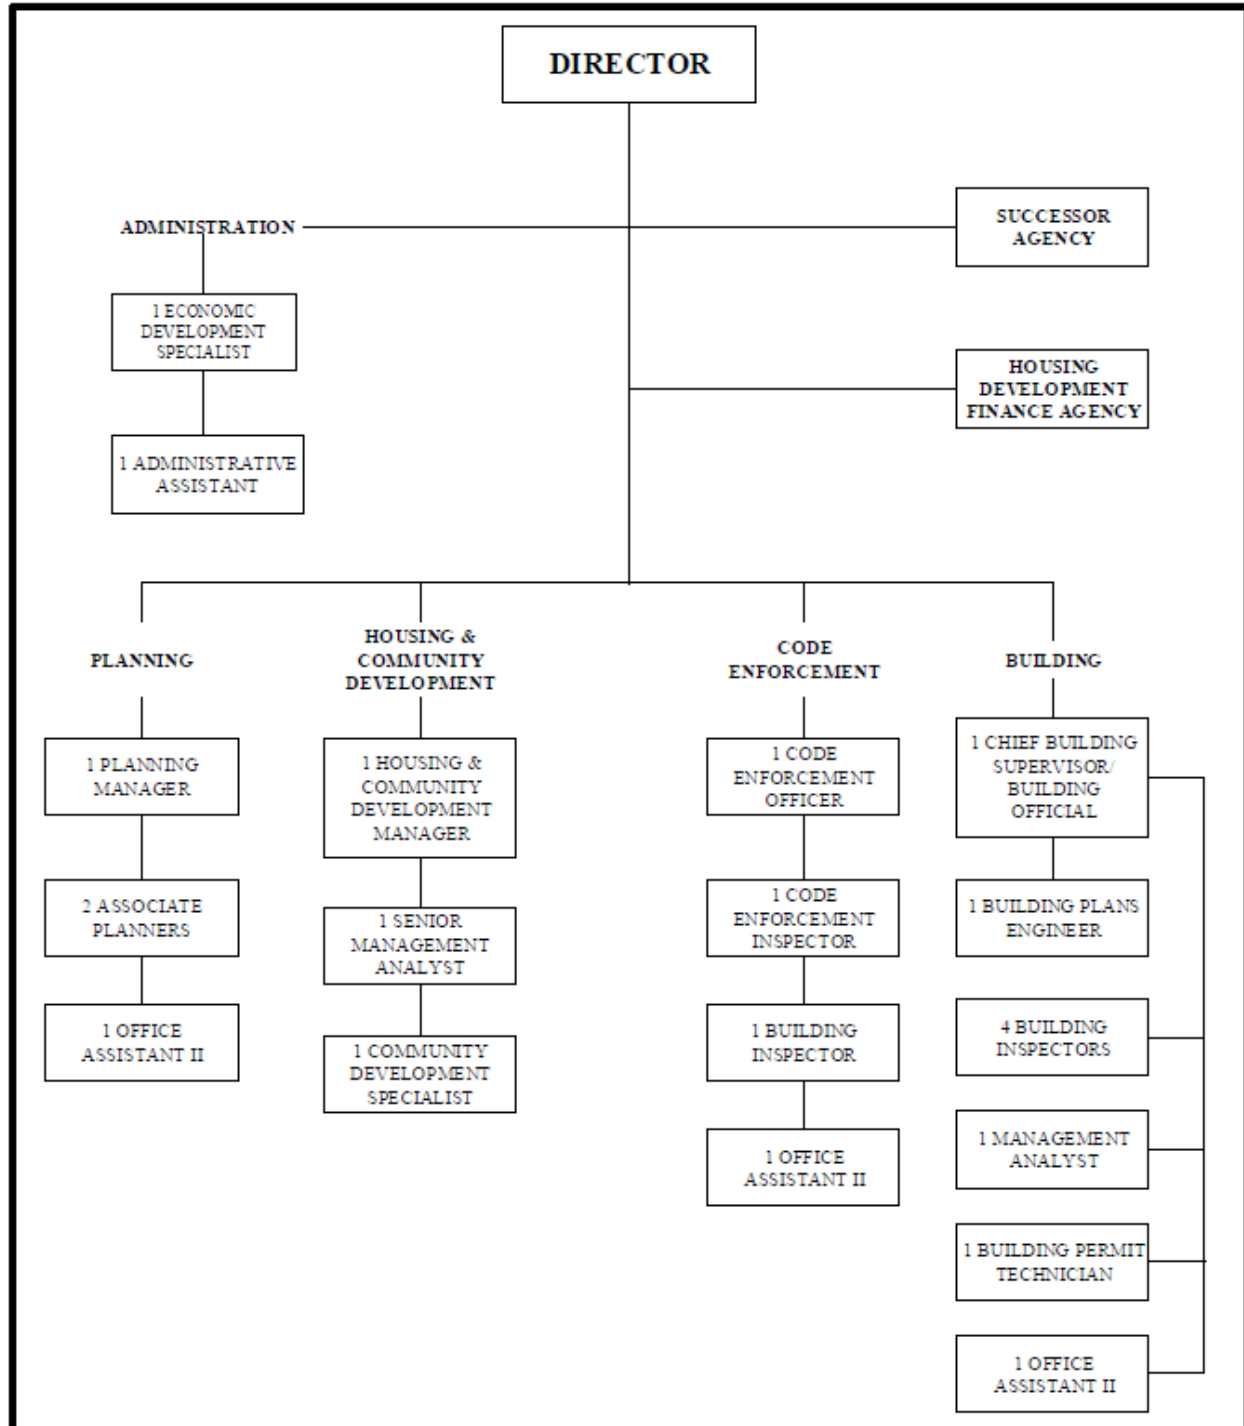 DIRECTOR
ADMINISTRATION
SUCCESSOR
AGENCY
1 ECONOMIC
DEVELOPMENT
SPECIALIST
HOUSING
DEVELOPMENT
FINANCE AGENCY
1 ADMINISTRATIVE
ASSISTANT
PLANNING
HOUSING &
COMMUNITY
DEVELOPMENT
CODE
ENFORCEMENT
BUILDING
1 PLANNING
MANAGER
2 ASSOCIATE
PLANNERS
1 OFFICE
ASSISTANT II
1 HOUSING &
COMMUNITY
DEVELOPMENT
MANAGER
1 SENIOR
MANAGEMENT
ANALYST
1 COMMUNITY
DEVELOPMENT
SPECIALIST
1 CODE
ENFORCEMENT
OFFICER
1 CODE
ENFORCEMENT
INSPECTOR
1 BUILDING
INSPECTOR
1 OFFICE
ASSISTANT II
1 CHIEF BUILDING
SUPERVISOR/
BUILDING
OFFICIAL
1 BUILDING PLANS
ENGINEER
4 BUILDING
INSPECTORS
1 MANAGEMENT
ANALYST
1 BUILDING PERMIT
TECHNICIAN
1 OFFICE
ASSISTANT II